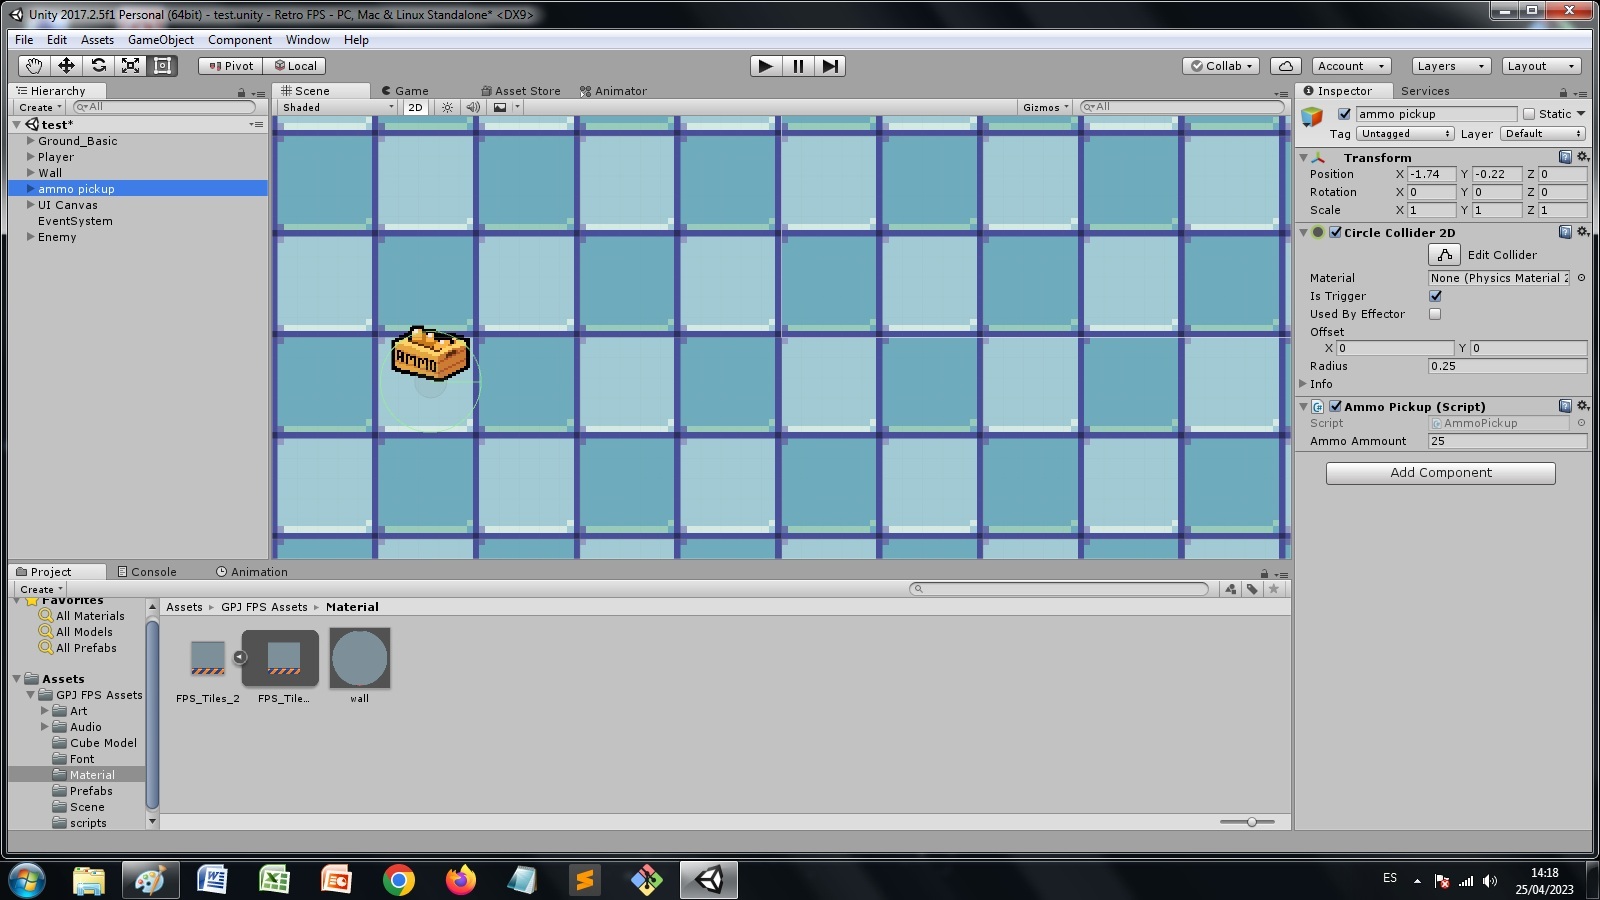 Unity 2017.2.5f1 Personal (64bit) - test.unity - Retro FPS - PC, Mac & Linux Standalone* <DX9>
File Edit Assets GameObject Component Window Help
Pivot Local Collab Account Layers Layout
Hierarchy
Create All
test*
Ground_Basic
Player
Wall
ammo pickup
UI Canvas
EventSystem
Enemy
Scene Game Asset Store Animator
Shaded 2D Gizmos All
AMMO
Inspector Services
ammo pickup Static
Tag Untagged Layer Default
Transform
Position X -1.74 Y -0.22 Z 0
Rotation X 0 Y 0 Z 0
Scale X 1 Y 1 Z 1
Circle Collider 2D
Edit Collider
Material None (Physics Material 2
Is Trigger
Used By Effector
Offset
X 0 Y 0
Radius 0.25
Info
Ammo Pickup (Script)
Script AmmoPickup
Ammo Ammount 25
Add Component
Project Console Animation
Create
Favorites
All Materials
All Models
All Prefabs
Assets
GPJ FPS Assets
Art
Audio
Cube Model
Font
Material
Prefabs
Scene
scripts
Assets GPJ FPS Assets Material
FPS_Tiles_2 FPS_Tile... wall
ES 14:18
25/04/2023